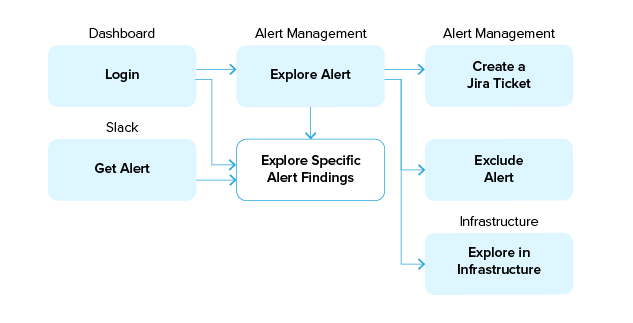 Dashboard
Alert Management
Alert Management
Login
Explore Alert
Create a
Jira Ticket
Slack
Get Alert
Explore Specific
Alert Findings
Exclude
Alert
Infrastructure
Explore in
Infrastructure